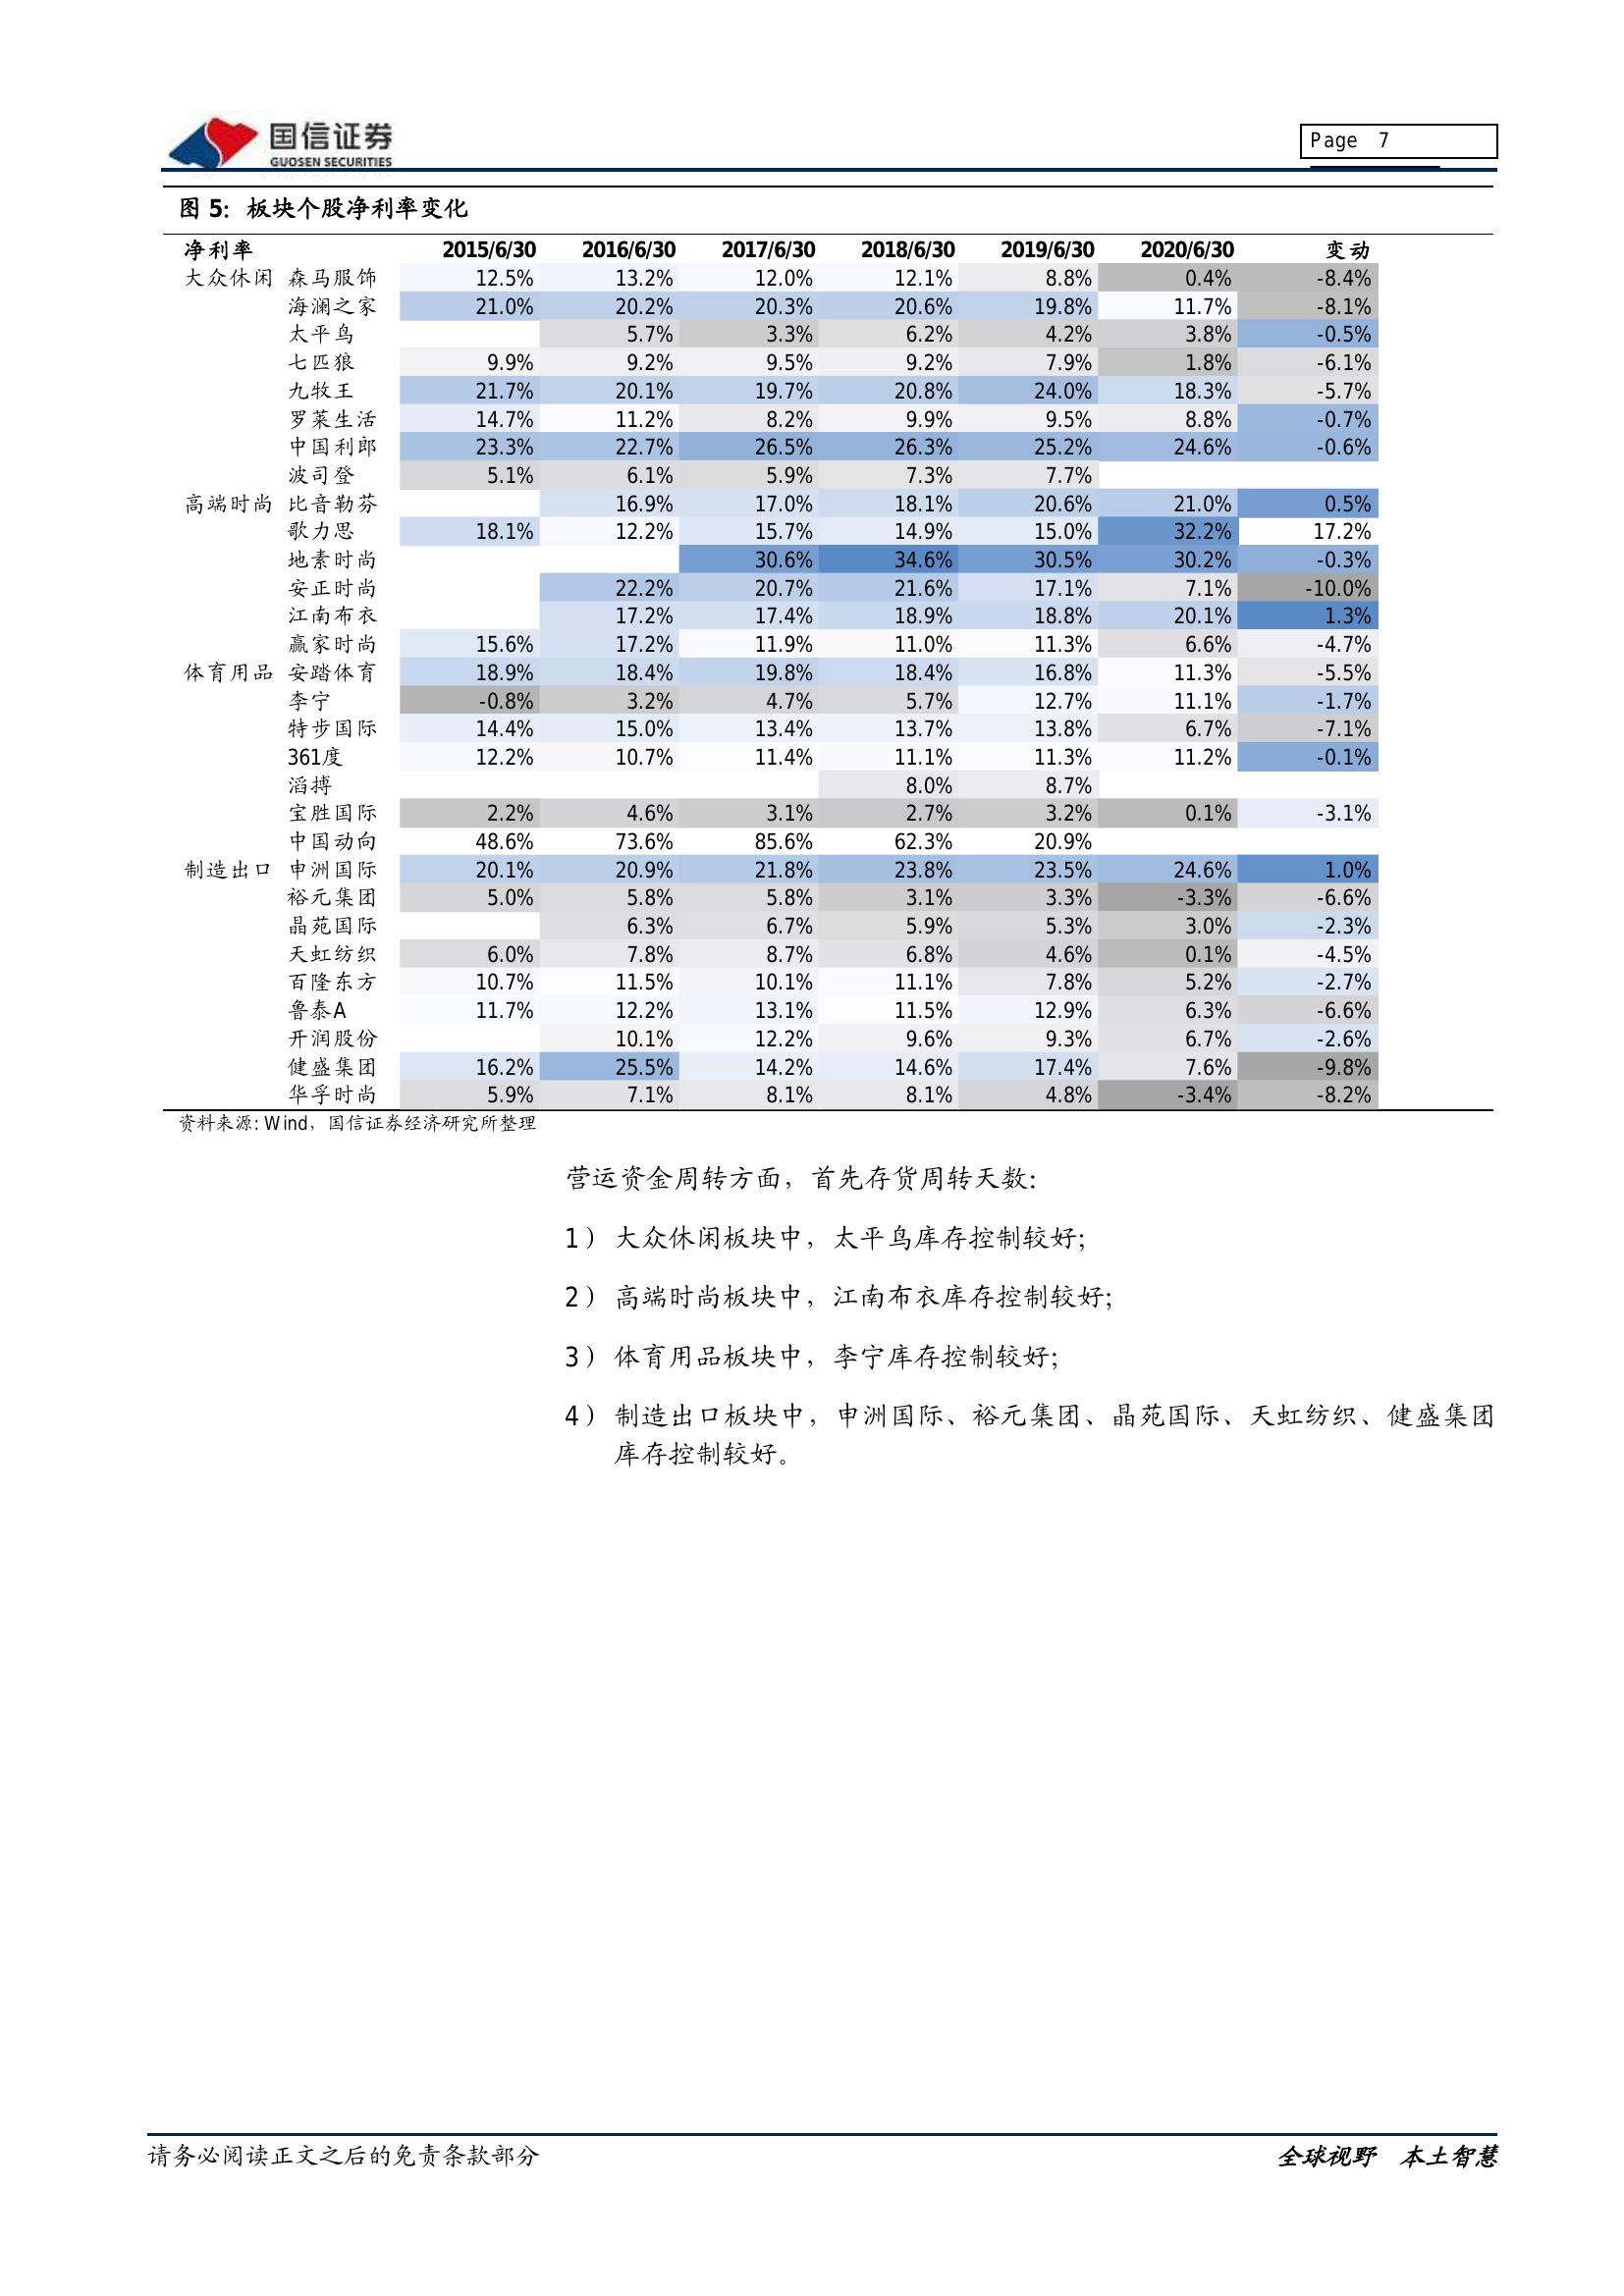 国信证券
GUOSEN SECURITIES
Page 7
图 5：板块个股净利率变化
净利率 2015/6/30 2016/6/30 2017/6/30 2018/6/30 2019/6/30 2020/6/30 变动
大众休闲 森马服饰 12.5% 13.2% 12.0% 12.1% 8.8% 0.4% -8.4%
海澜之家 21.0% 20.2% 20.3% 20.6% 19.8% 11.7% -8.1%
太平鸟 5.7% 3.3% 6.2% 4.2% 3.8% -0.5%
七匹狼 9.9% 9.2% 9.5% 9.2% 7.9% 1.8% -6.1%
九牧王 21.7% 20.1% 19.7% 20.8% 24.0% 18.3% -5.7%
罗莱生活 14.7% 11.2% 8.2% 9.9% 9.5% 8.8% -0.7%
中国利郎 23.3% 22.7% 26.5% 26.3% 25.2% 24.6% -0.6%
波司登 5.1% 6.1% 5.9% 7.3% 7.7%
高端时尚 比音勒芬 16.9% 17.0% 18.1% 20.6% 21.0% 0.5%
歌力思 18.1% 12.2% 15.7% 14.9% 15.0% 32.2% 17.2%
地素时尚 30.6% 34.6% 30.5% 30.2% -0.3%
安正时尚 22.2% 20.7% 21.6% 17.1% 7.1% -10.0%
江南布衣 17.2% 17.4% 18.9% 18.8% 20.1% 1.3%
赢家时尚 15.6% 17.2% 11.9% 11.0% 11.3% 6.6% -4.7%
体育用品 安踏体育 18.9% 18.4% 19.8% 18.4% 16.8% 11.3% -5.5%
李宁 -0.8% 3.2% 4.7% 5.7% 12.7% 11.1% -1.7%
特步国际 14.4% 15.0% 13.4% 13.7% 13.8% 6.7% -7.1%
361度 12.2% 10.7% 11.4% 11.1% 11.3% 11.2% -0.1%
滔搏 8.0% 8.7%
宝胜国际 2.2% 4.6% 3.1% 2.7% 3.2% 0.1% -3.1%
中国动向 48.6% 73.6% 85.6% 62.3% 20.9%
制造出口 申洲国际 20.1% 20.9% 21.8% 23.8% 23.5% 24.6% 1.0%
裕元集团 5.0% 5.8% 5.8% 3.1% 3.3% -3.3% -6.6%
晶苑国际 6.3% 6.7% 5.9% 5.3% 3.0% -2.3%
天虹纺织 6.0% 7.8% 8.7% 6.8% 4.6% 0.1% -4.5%
百隆东方 10.7% 11.5% 10.1% 11.1% 7.8% 5.2% -2.7%
鲁泰A 11.7% 12.2% 13.1% 11.5% 12.9% 6.3% -6.6%
开润股份 10.1% 12.2% 9.6% 9.3% 6.7% -2.6%
健盛集团 16.2% 25.5% 14.2% 14.6% 17.4% 7.6% -9.8%
华孚时尚 5.9% 7.1% 8.1% 8.1% 4.8% -3.4% -8.2%
资料来源：Wind，国信证券经济研究所整理
营运资金周转方面，首先存货周转天数：
1） 大众休闲板块中，太平鸟库存控制较好；
2） 高端时尚板块中，江南布衣库存控制较好；
3） 体育用品板块中，李宁库存控制较好；
4） 制造出口板块中，申洲国际、裕元集团、晶苑国际、天虹纺织、健盛集团
库存控制较好。
请务必阅读正文之后的免责条款部分
全球视野 本土智慧